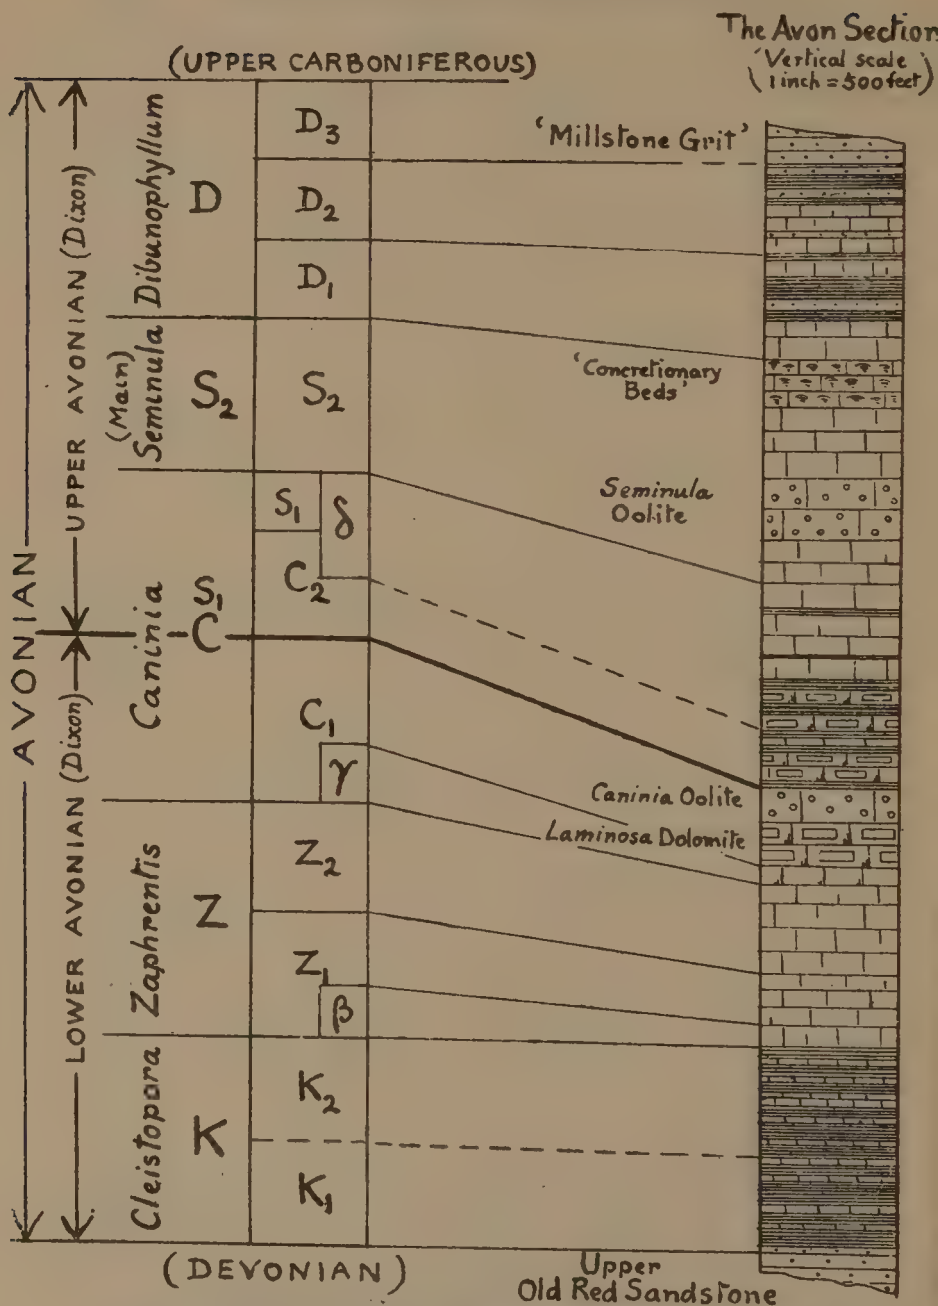 The Avon Section
(Vertical scale
1 inch = 500 feet)
(UPPER CARBONIFEROUS)
AVONIAN
UPPER AVONIAN (Dixon)
LOWER AVONIAN (Dixon)
Dibunophyllum
D
D3
D2
D1
(Main)
Seminula
S2
S2
Caninia
S1
C
S1
δ
C2
C1
γ
Zaphrentis
Z
Z2
Z1
β
Cleistopora
K
K2
K1
(DEVONIAN)
'Millstone Grit'
'Concretionary
Beds'
Seminula
Oolite
Caninia Oolite
Laminosa Dolomite
Upper
Old Red Sandstone